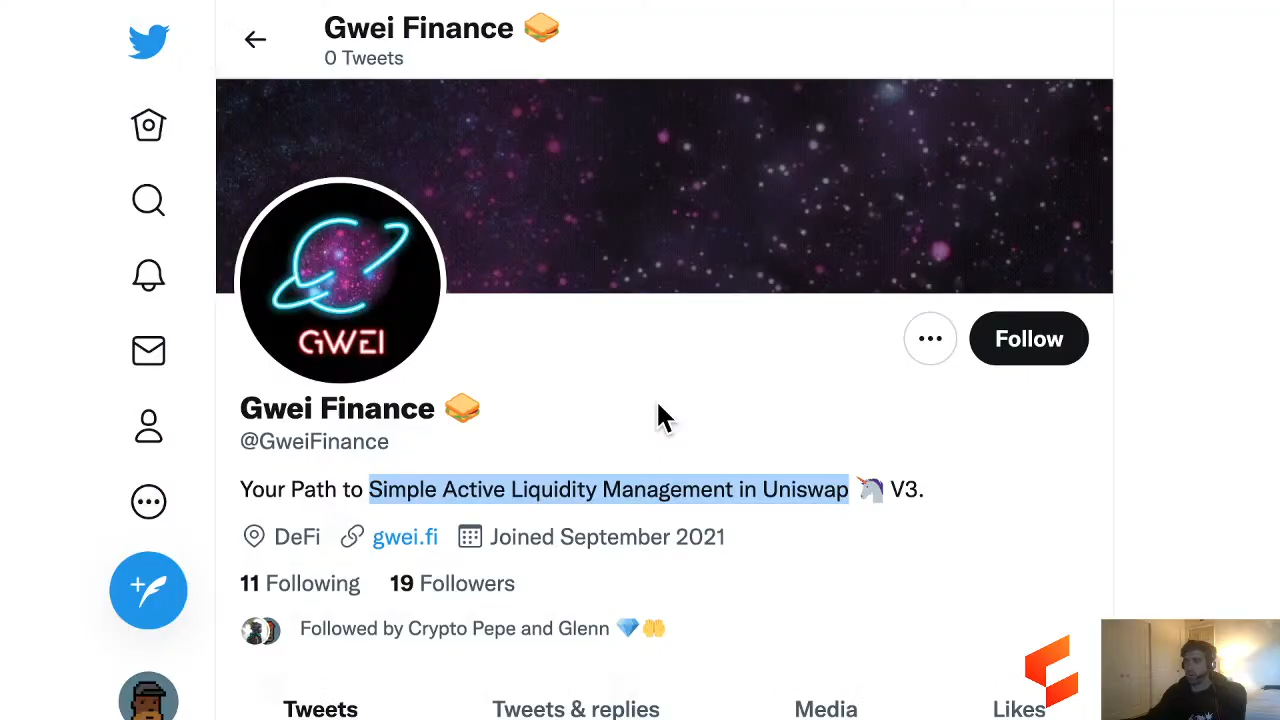 Gwei Finance 🥪
0 Tweets
GWEI
Follow
Gwei Finance 🥪
@GweiFinance
Your Path to Simple Active Liquidity Management in Uniswap 🦄 V3.
DeFi gwei.fi Joined September 2021
11 Following 19 Followers
Followed by Crypto Pepe and Glenn 💎🤲
Tweets Tweets & replies Media Likes